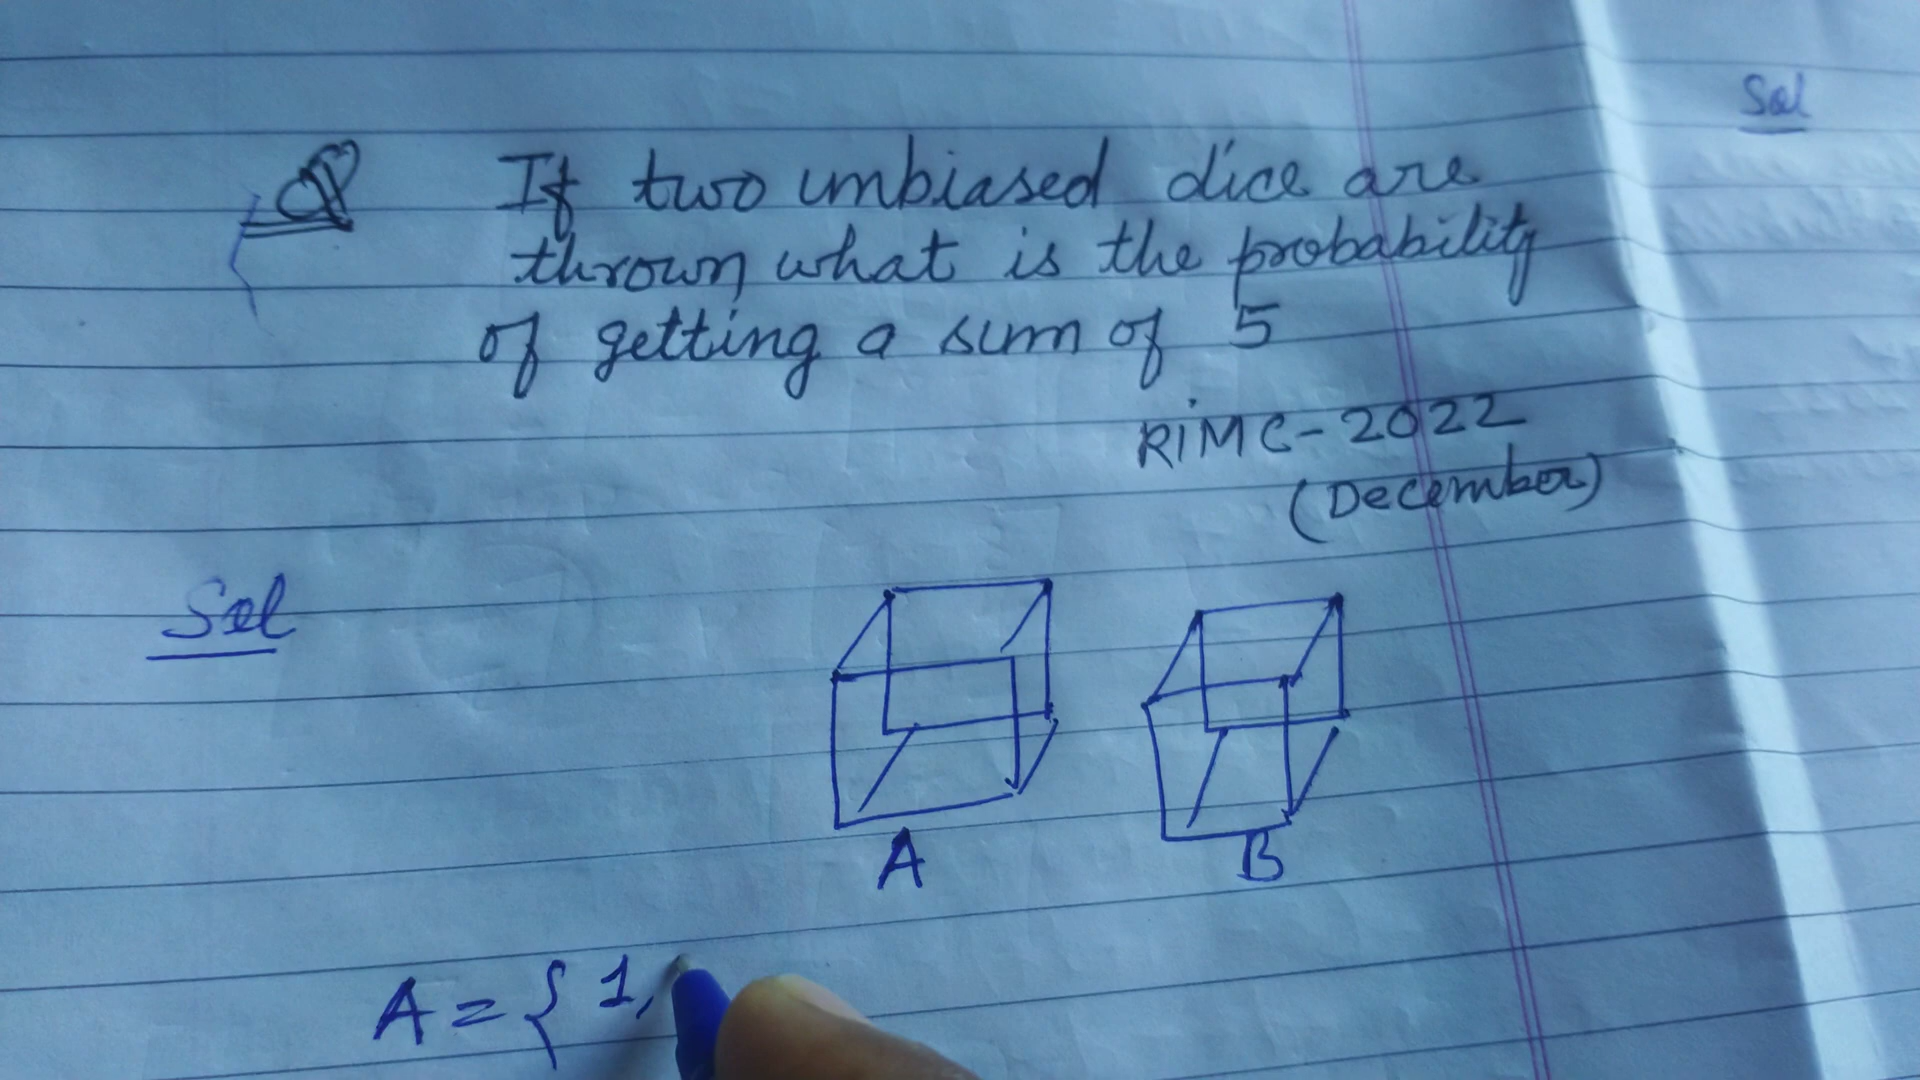 Q If two unbiased dice are
thrown what is the probability
of getting a sum of 5
RiMC-2022
(December)
Sol
Sol
A
B
A = { 1,